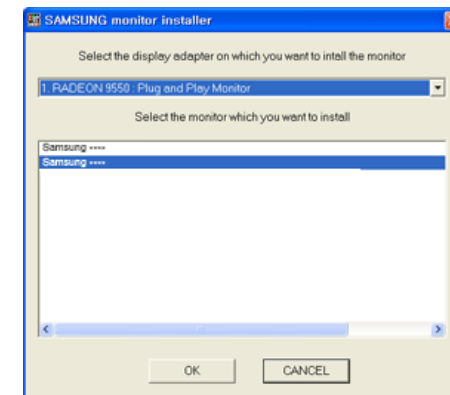 SAMSUNG monitor installer
Select the display adapter on which you want to intall the monitor
1. RADEON 9550 : Plug and Play Monitor
Select the monitor which you want to install
Samsung ----
Samsung ----
OK
CANCEL